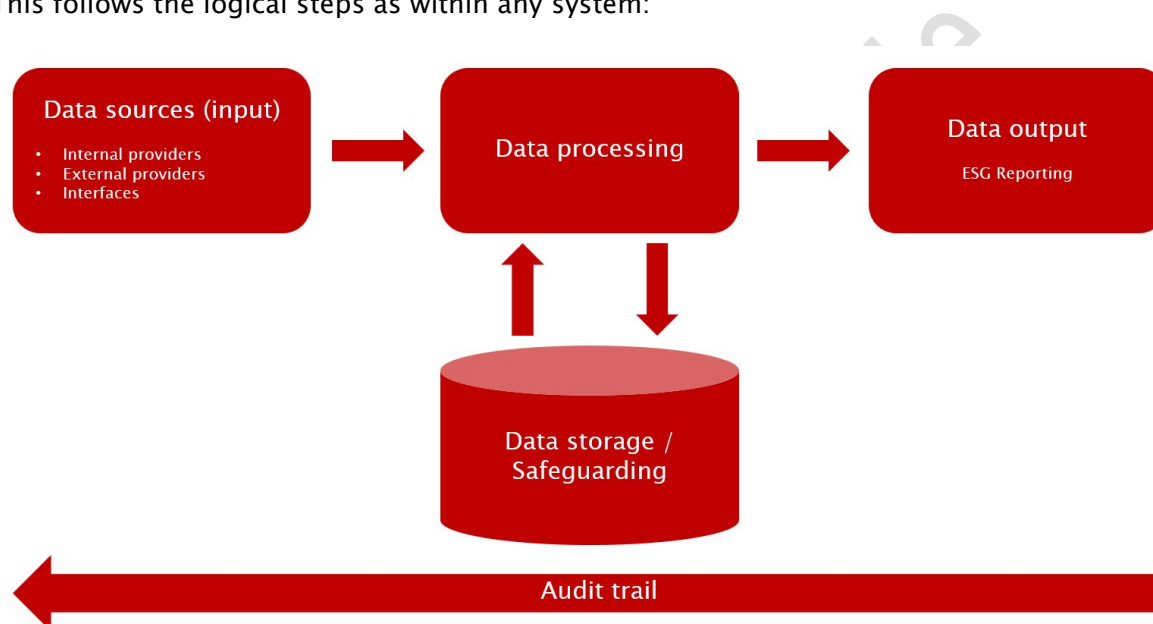 This follows the logical steps as within any system:
Data sources (input)
• Internal providers
• External providers
• Interfaces
Data processing
Data output
ESG Reporting
Data storage /
Safeguarding
Audit trail